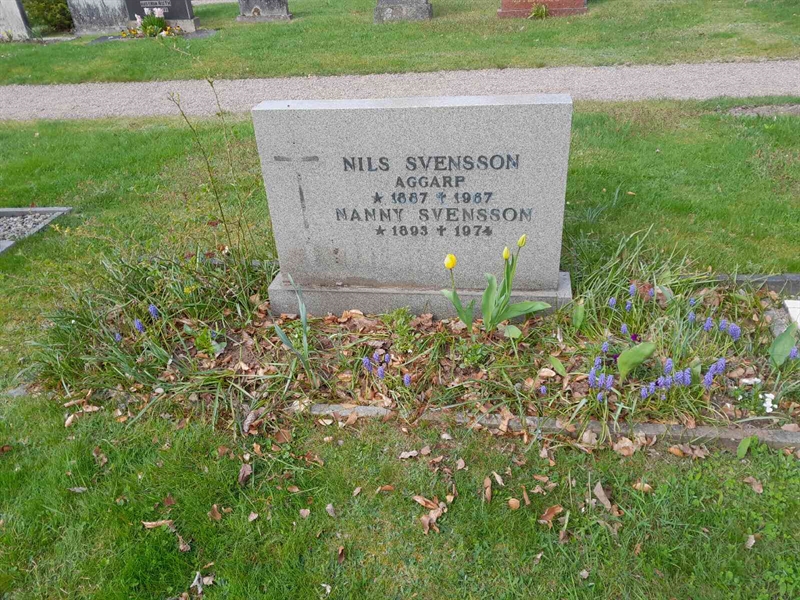 NILS SVENSSON
AGGARP
★ 1887 ✝ 1967
NANNY SVENSSON
★ 1893 ✝ 1974